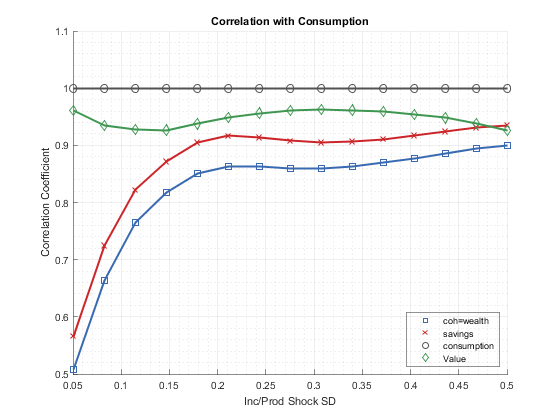 Correlation with Consumption
Correlation Coefficient
1.1
1
0.9
0.8
0.7
0.6
0.5
0.05
0.1
0.15
0.2
0.25
0.3
0.35
0.4
0.45
0.5
Inc/Prod Shock SD
coh=wealth
savings
consumption
Value